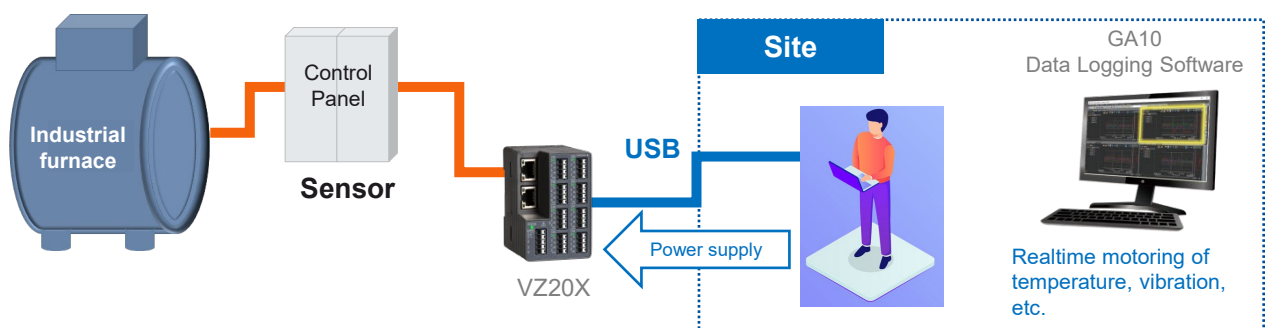 Industrial
furnace
Control
Panel
Sensor
VZ20X
USB
Power supply
Site
GA10
Data Logging Software
Realtime motoring of
temperature, vibration,
etc.